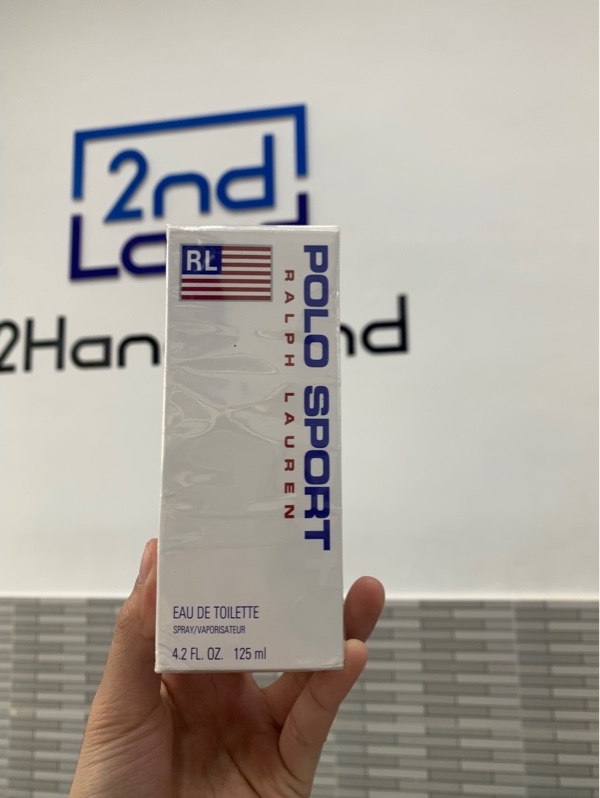 2nd
RL
POLO SPORT
RALPH LAUREN
EAU DE TOILETTE
SPRAY/VAPORISATEUR
4.2 FL. OZ. 125 ml